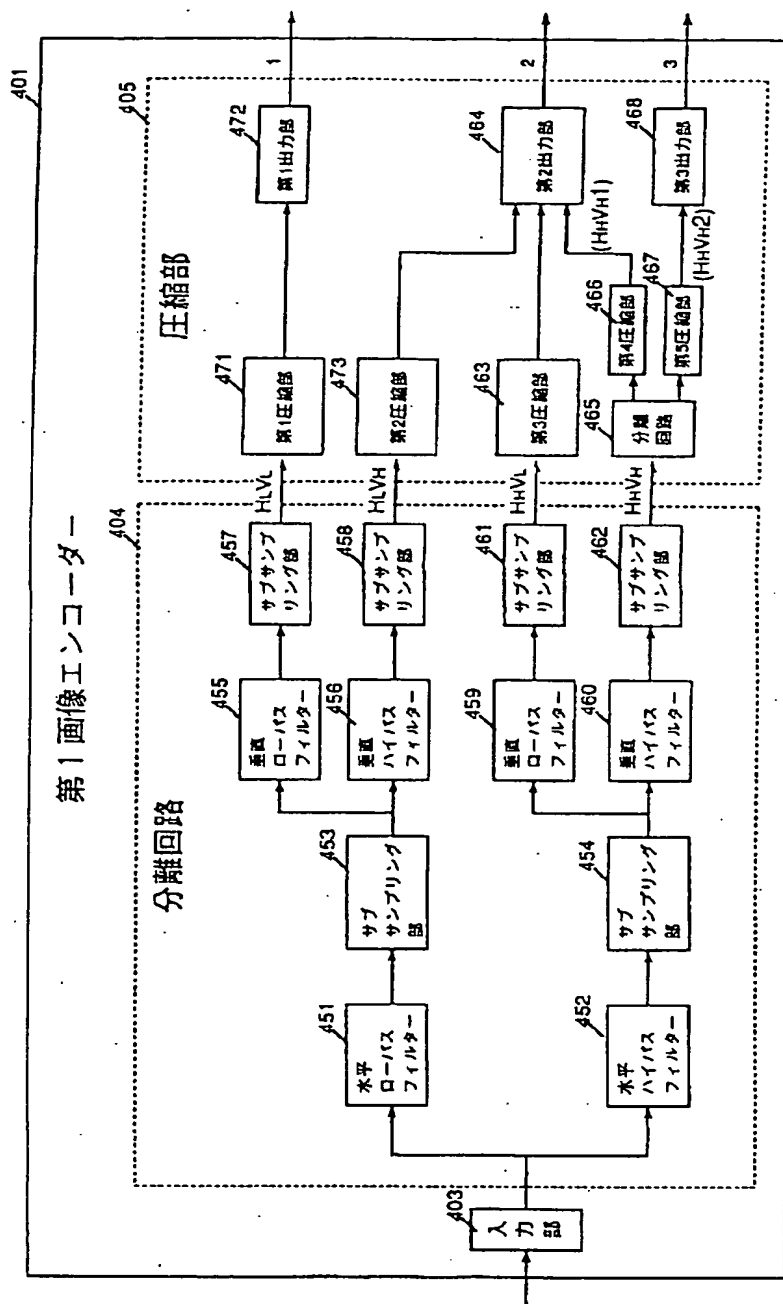 第1画像エンコーダー
401
403
入力部
404
分離回路
451
水平
ローパス
フィルター
452
水平
ハイパス
フィルター
453
サブ
サンプリング
部
454
サブ
サンプリング
部
455
垂直
ローパス
フィルター
456
垂直
ハイパス
フィルター
459
垂直
ローパス
フィルター
460
垂直
ハイパス
フィルター
457
サブサンプ
リング部
458
サブサンプ
リング部
461
サブサンプ
リング部
462
サブサンプ
リング部
HLVL
HLVH
HHVL
HHVH
405
圧縮部
471
第1圧縮部
473
第2圧縮部
463
第3圧縮部
465
分離
回路
466
第4圧縮部
467
第5圧縮部
(HHVH1)
(HHVH2)
472
第1出力部
464
第2出力部
468
第3出力部
1
2
3